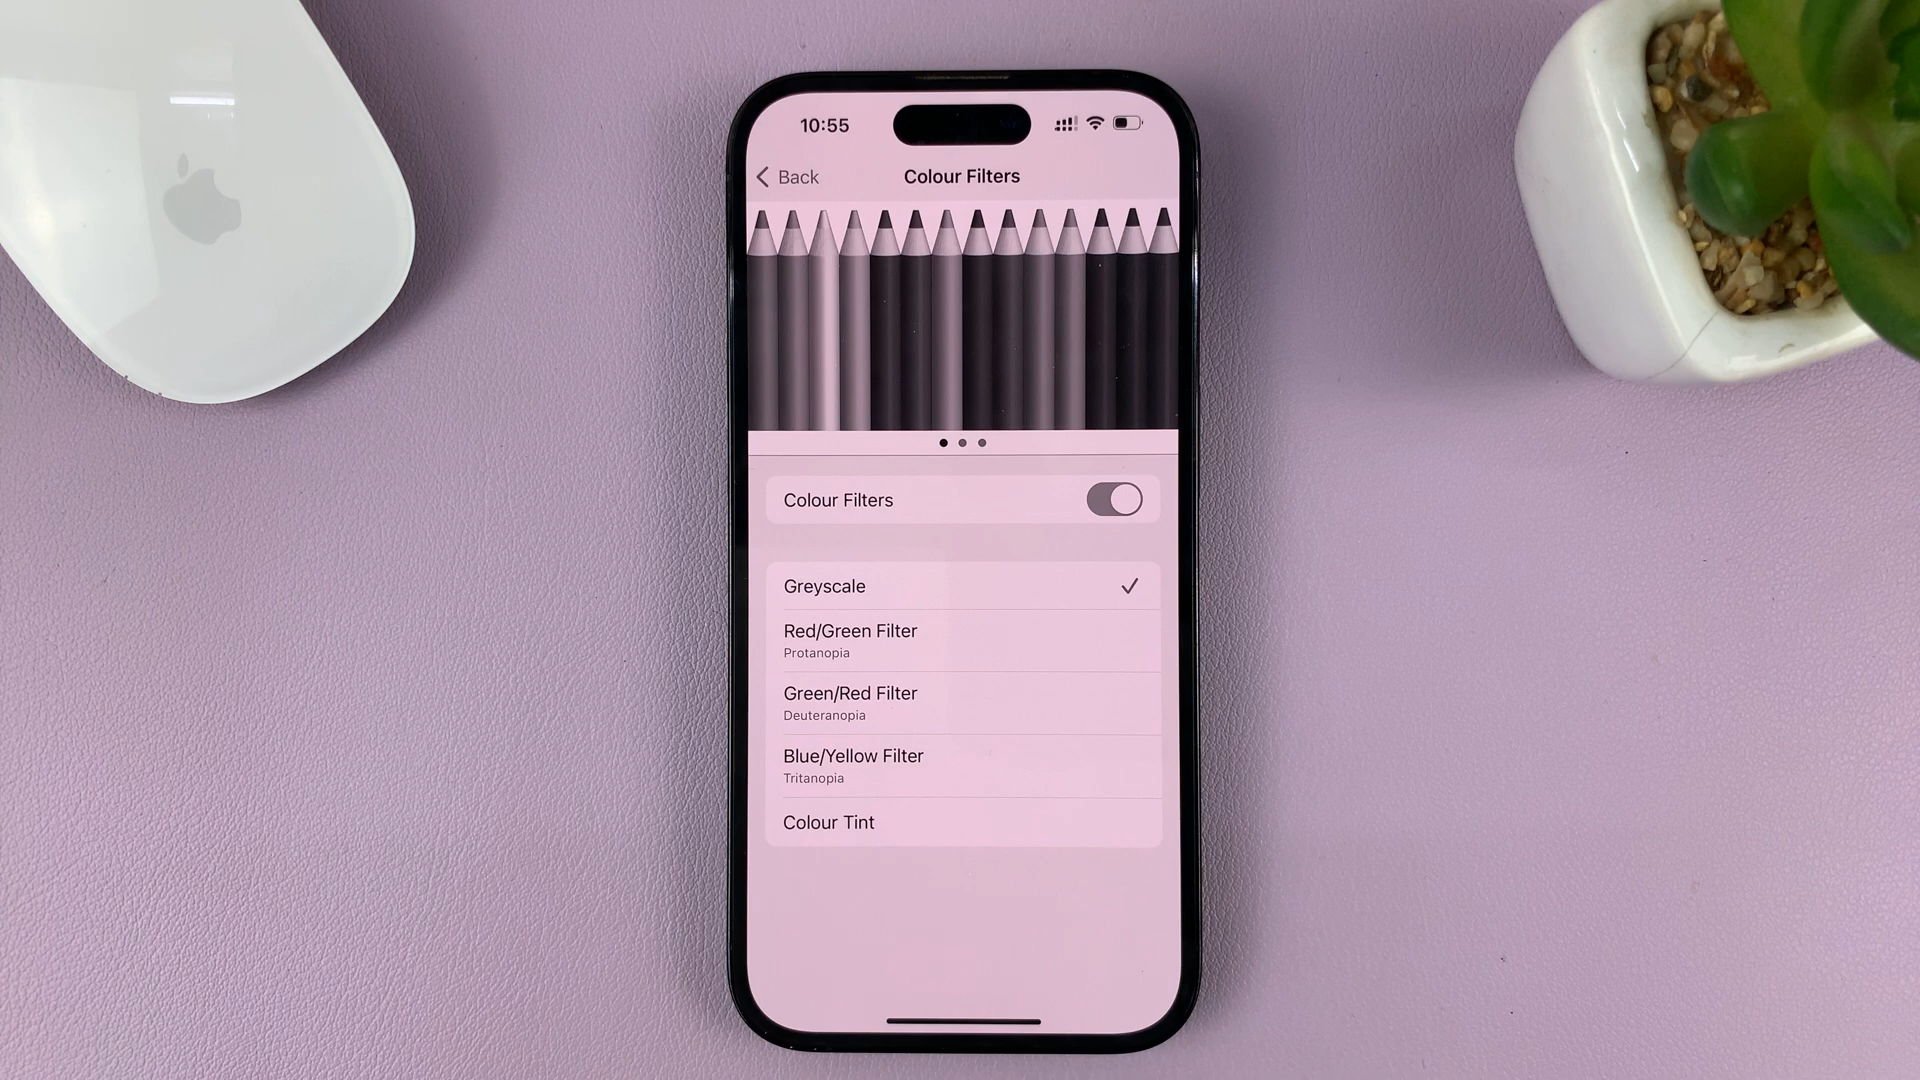 10:55
Back
Colour Filters
Colour Filters
Greyscale
Red/Green Filter
Protanopia
Green/Red Filter
Deuteranopia
Blue/Yellow Filter
Tritanopia
Colour Tint